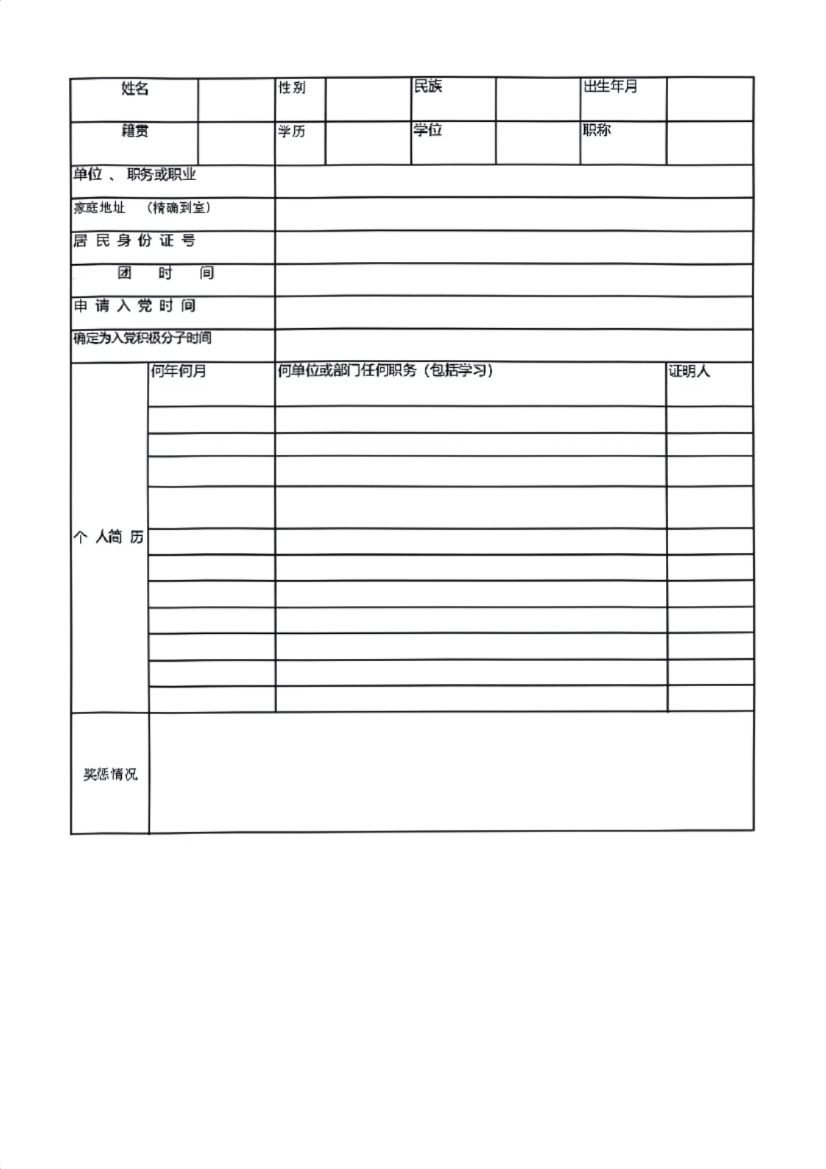 姓名 性别 民族 出生年月
籍贯 学历 学位 职称
单位 、 职务或职业
家庭地址 （精确到室）
居 民 身 份 证 号
团 时 间
申 请 入 党 时 间
确定为入党积极分子时间
何年何月 何单位或部门任何职务（包括学习） 证明人
个 人简 历
奖惩情况